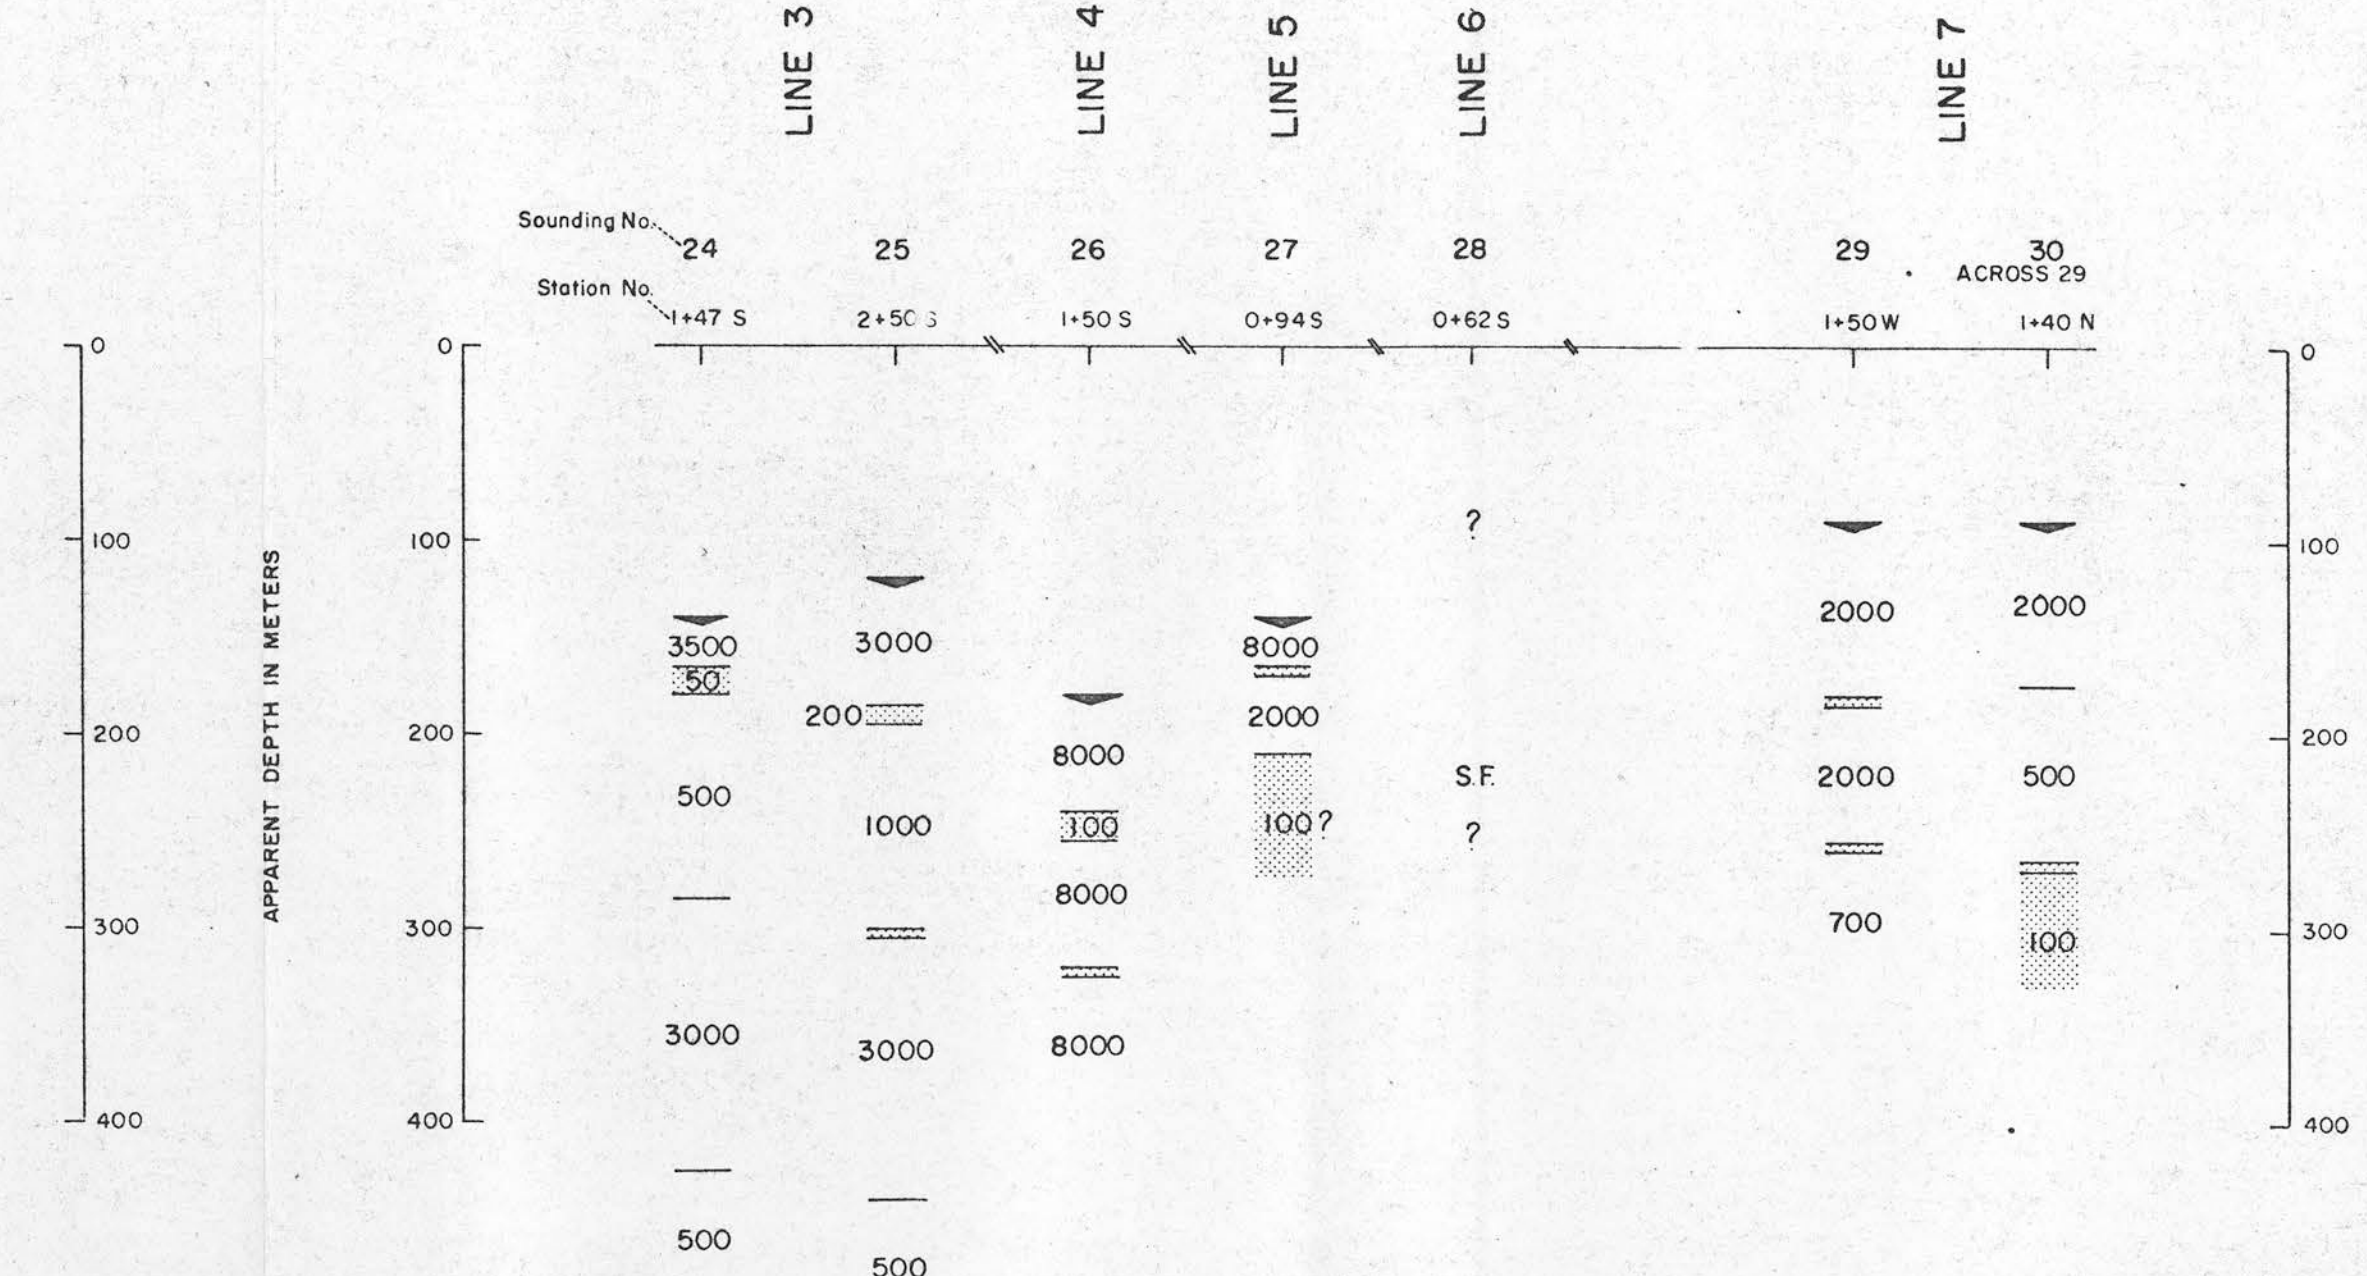 LINE 3
LINE 4
LINE 5
LINE 6
LINE 7
Sounding No.
24 25 26 27 28 29 30
ACROSS 29
Station No.
1+47 S 2+50 S 1+50 S 0+94 S 0+62 S 1+50 W 1+40 N
0 0 0
100 100 ? 100
APPARENT DEPTH IN METERS
2000 2000
3500 3000 8000
50
200 2000
200 200 200
8000
500 S.F. 2000 500
1000 100 100? ?
8000
300 300 700 300
100
3000 3000 8000
400 400 400
500
500